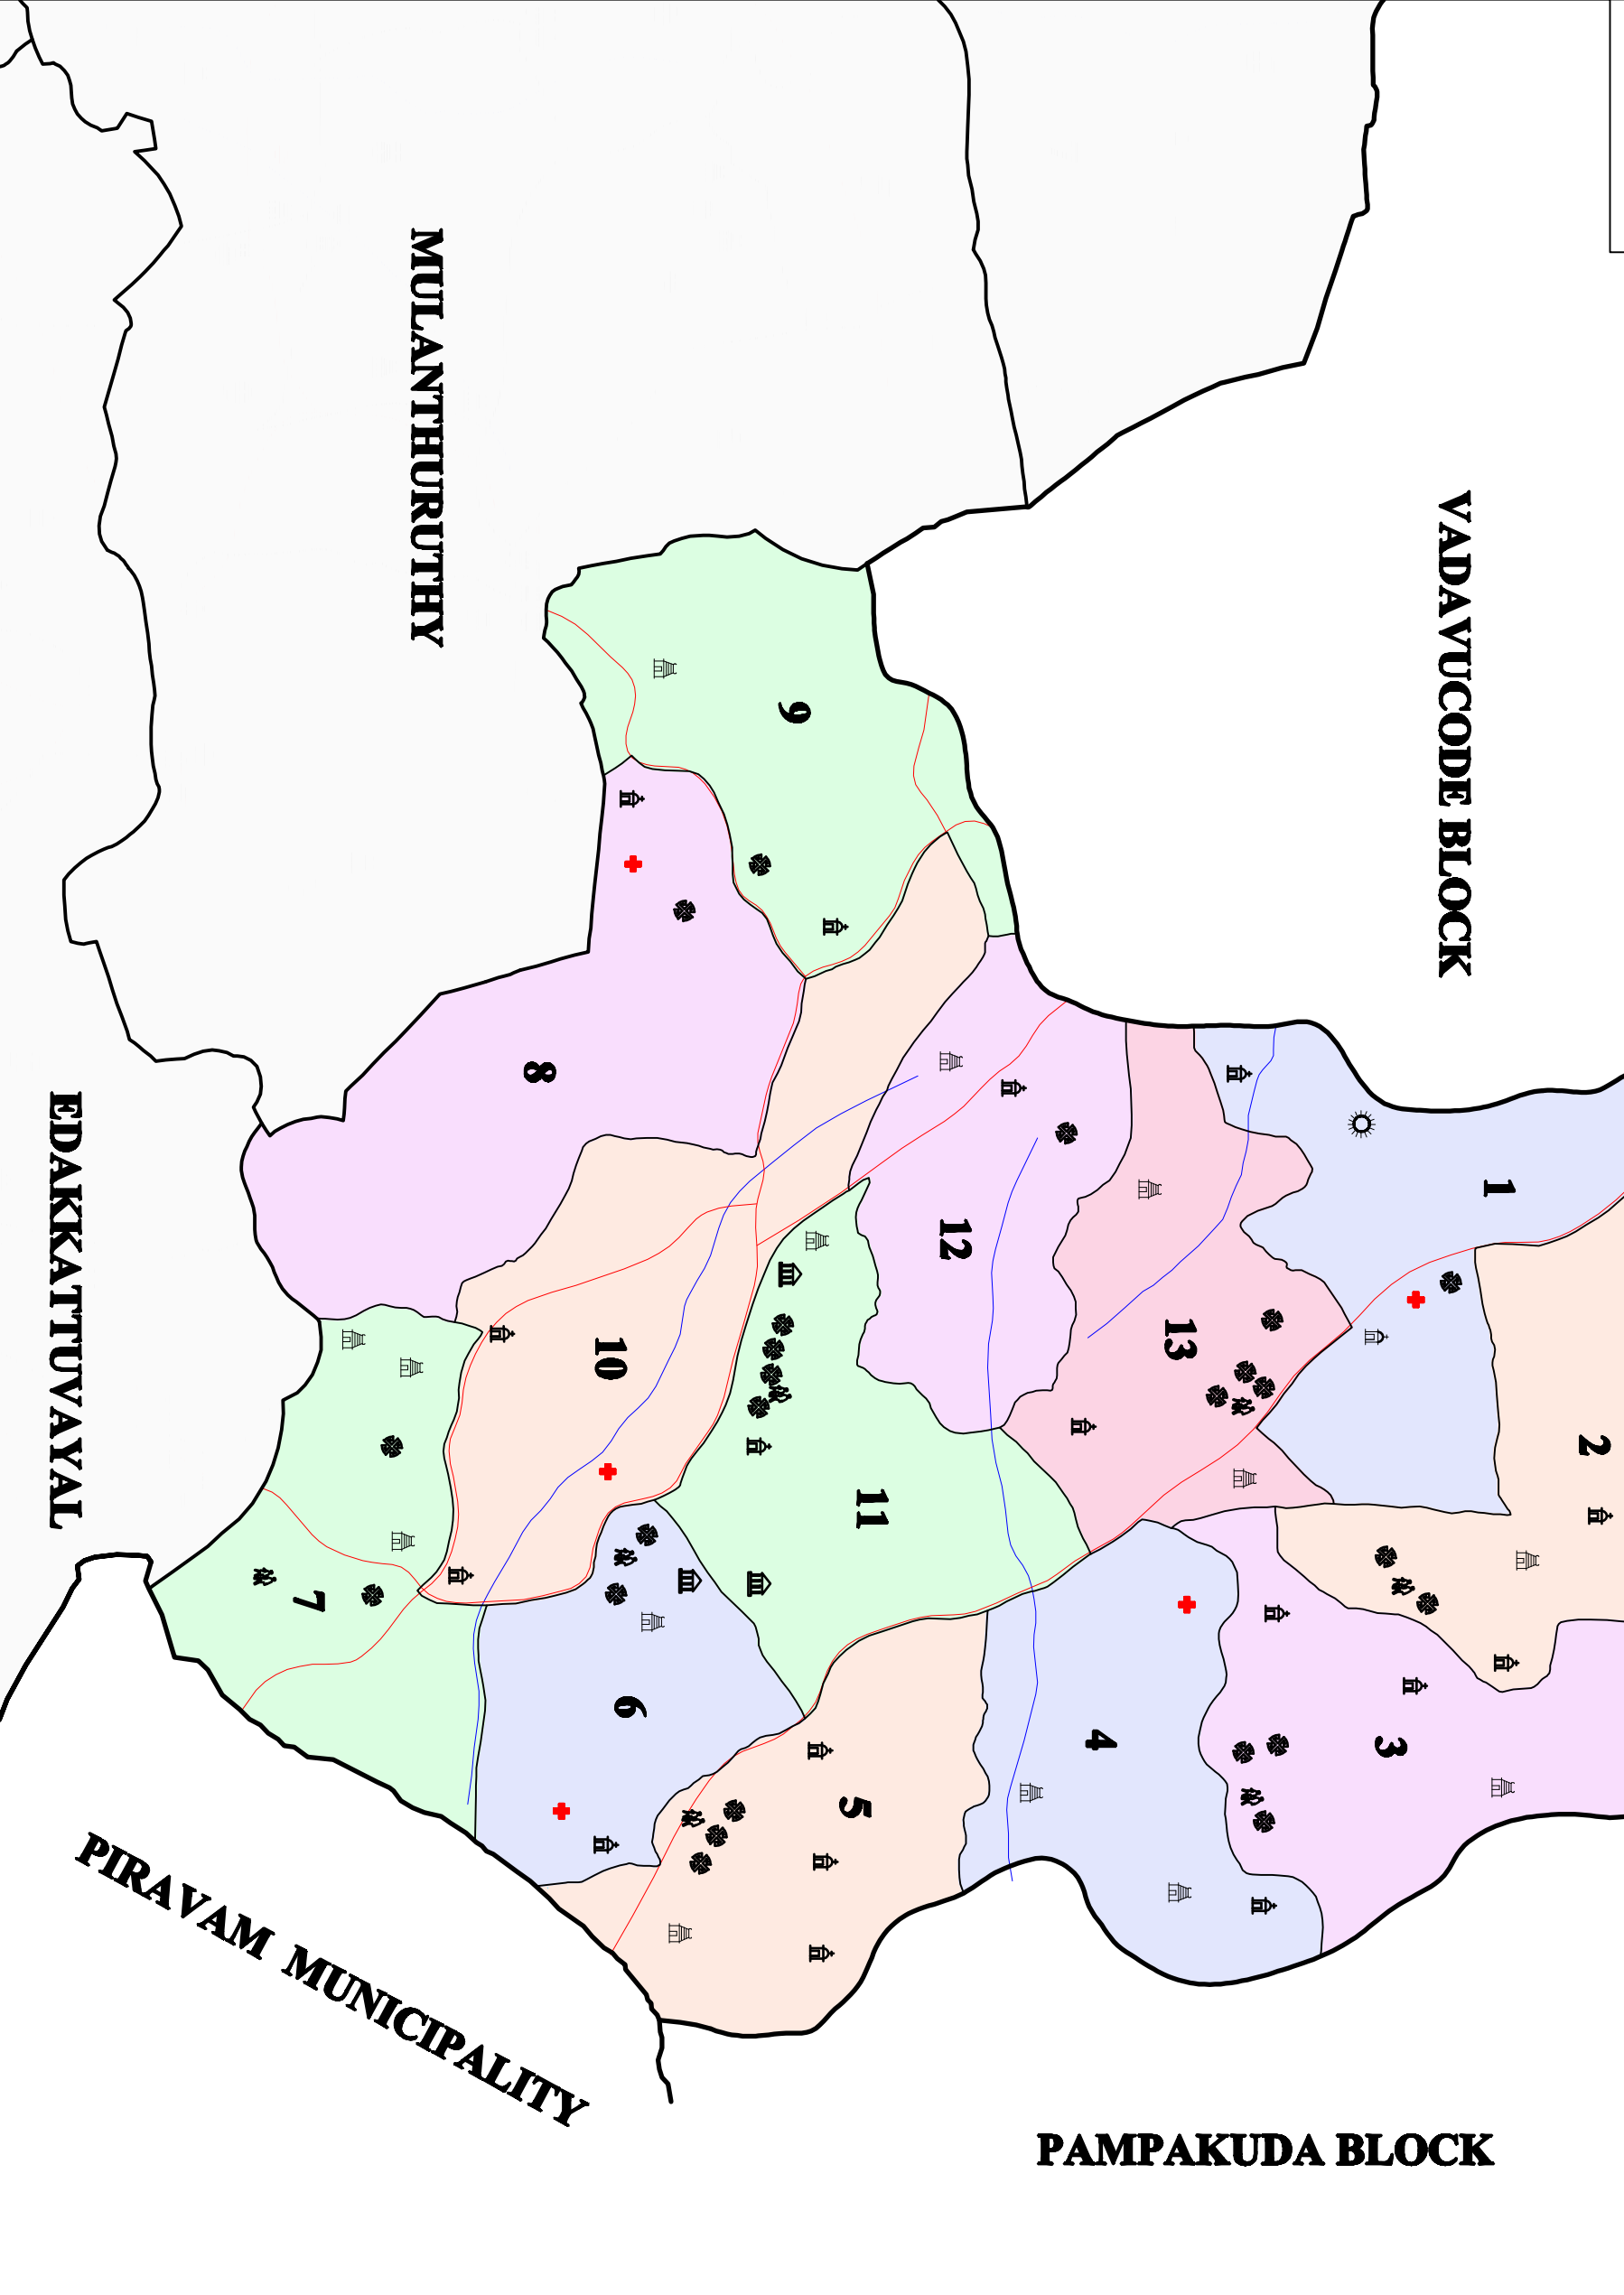 MULANTHURUTHY
VADAVUCODE BLOCK
9
8
EDAKKATTUVAYAL
1
12
13
10
2
11
7
6
4
3
5
PIRAVAM MUNICIPALITY
PAMPAKUDA BLOCK